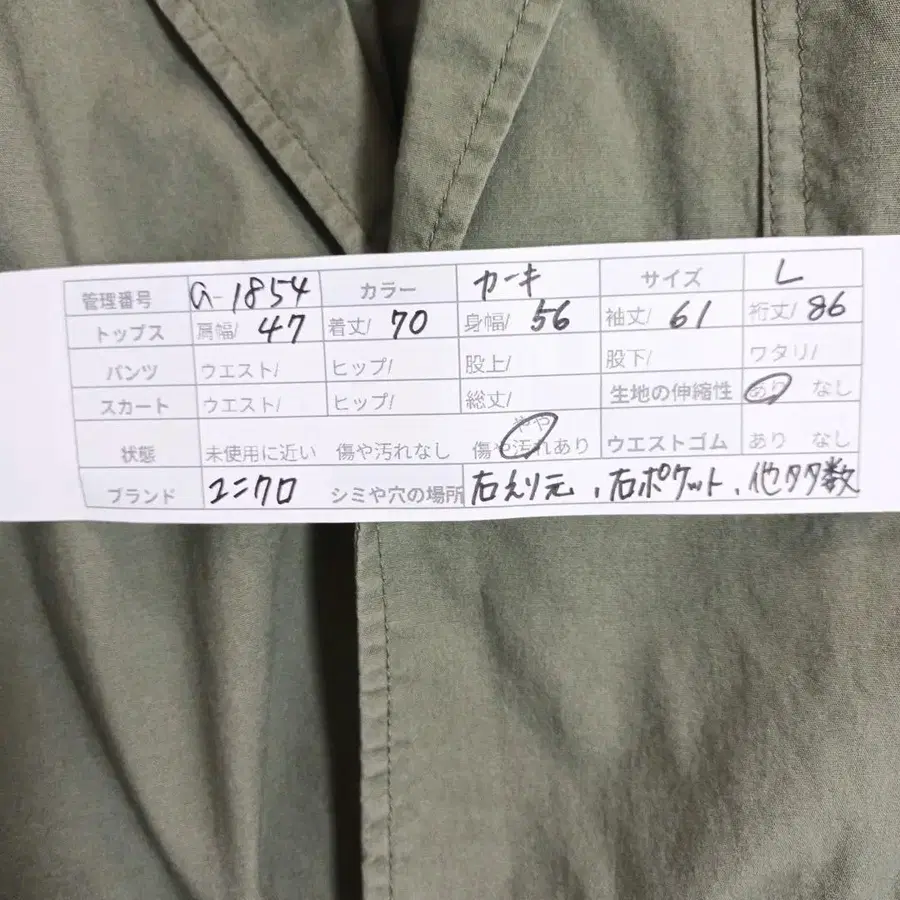 管理番号 a-1854 カラー カーキ サイズ L
トップス 肩幅/ 47 着丈/ 70 身幅/ 56 袖丈/ 61 裄丈/ 86
パンツ ウエスト/ ヒップ/ 股上/ 股下/ ワタリ/
スカート ウエスト/ ヒップ/ 総丈/ 生地の伸縮性 あり なし
状態 未使用に近い 傷や汚れなし やや傷や汚れあり ウエストゴム あり なし
ブランド ユニクロ シミや穴の場所 右えり元、右ポケット、他多数